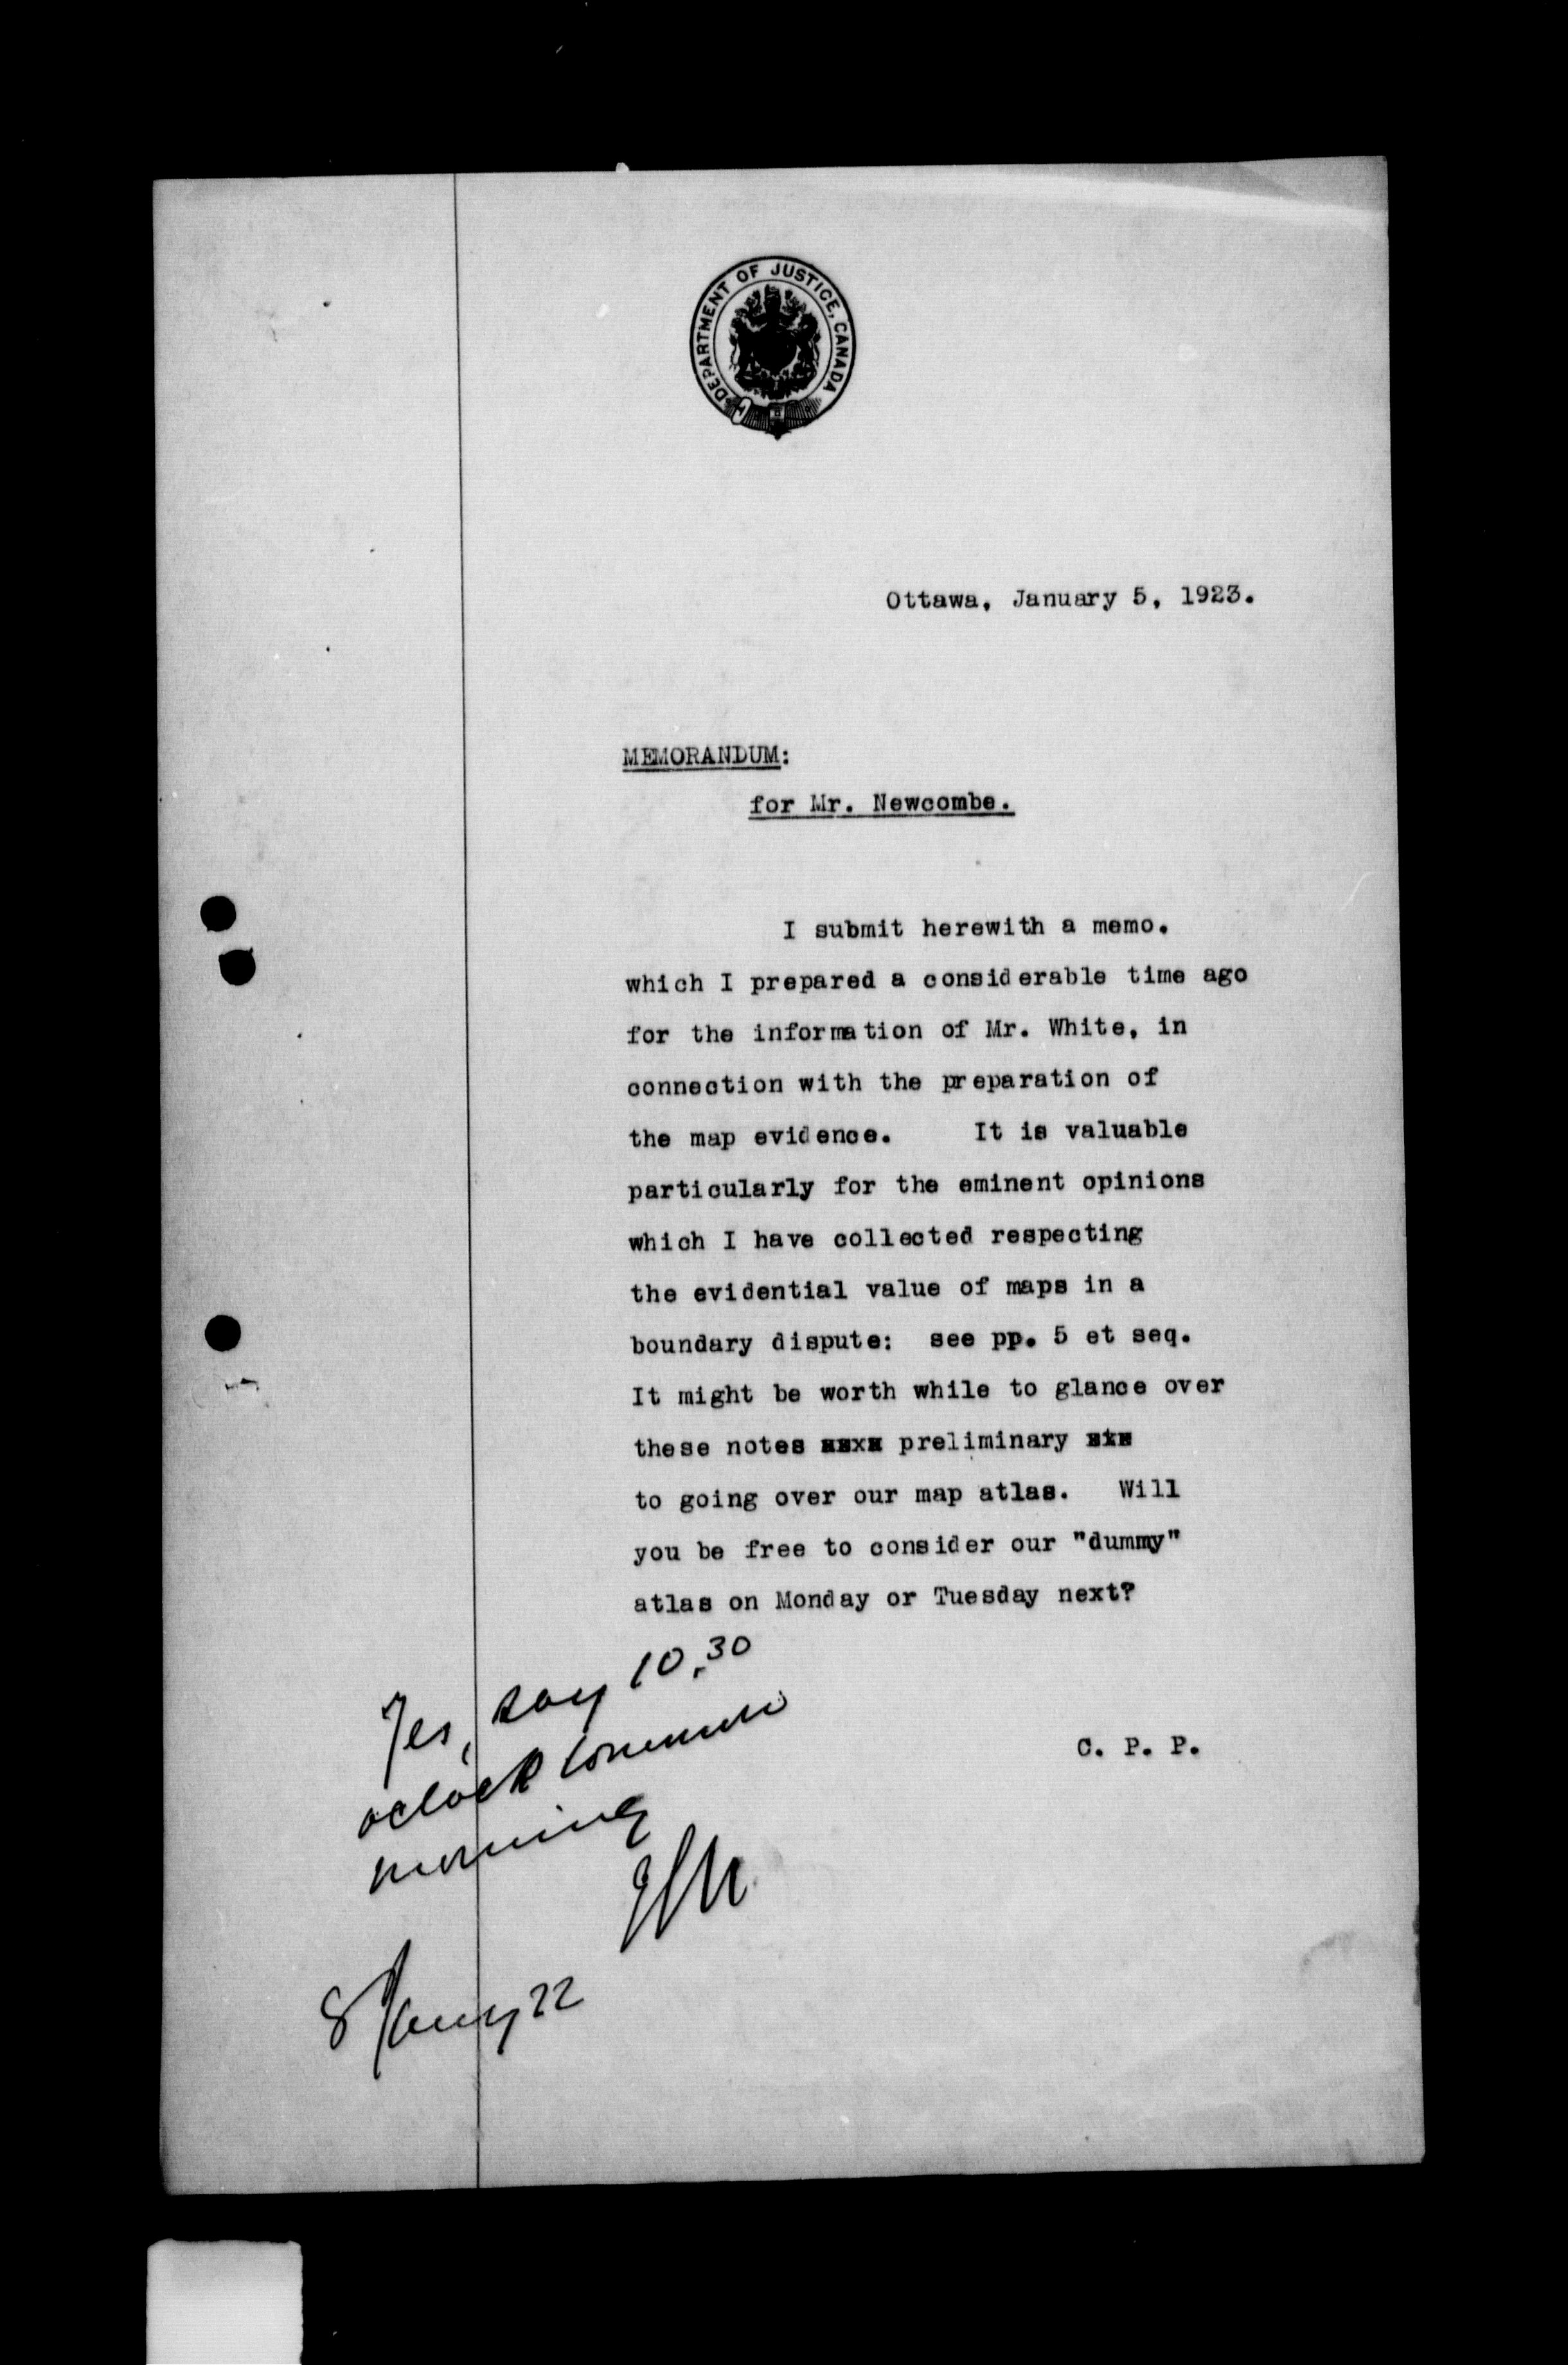 DEPARTMENT OF JUSTICE, CANADA
Ottawa, January 5, 1923.
MEMORANDUM:
for Mr. Newcombe.
I submit herewith a memo.
which I prepared a considerable time ago
for the information of Mr. White, in
connection with the preparation of
the map evidence. It is valuable
particularly for the eminent opinions
which I have collected respecting
the evidential value of maps in a
boundary dispute: see pp. 5 et seq.
It might be worth while to glance over
these notes preliminary
to going over our map atlas. Will
you be free to consider our "dummy"
atlas on Monday or Tuesday next?
C. P. P.
Yes, say 10.30
oclock tomorrow
morning
8 Jany 22